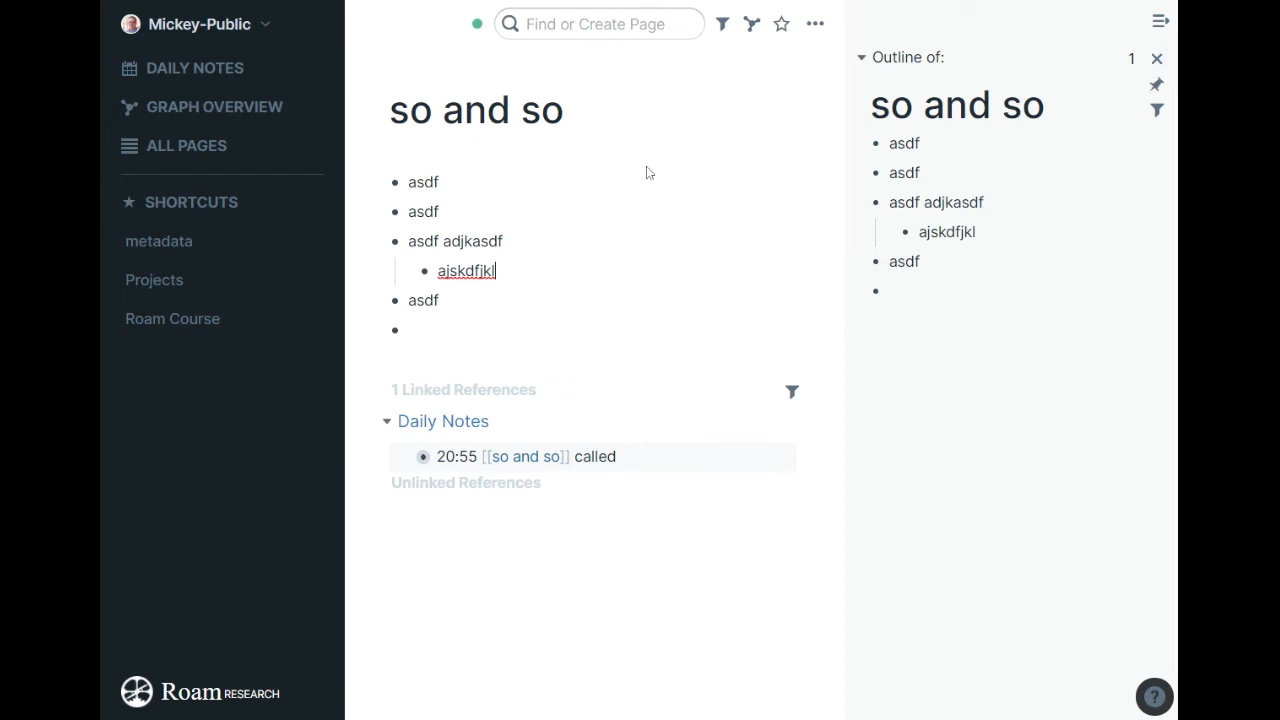 Mickey-Public
DAILY NOTES
GRAPH OVERVIEW
ALL PAGES
SHORTCUTS
metadata
Projects
Roam Course
Roam RESEARCH
Find or Create Page
so and so
asdf
asdf
asdf adjkasdf
ajskdfjkl
asdf
1 Linked References
Daily Notes
20:55 [[so and so]] called
Unlinked References
Outline of:
1
so and so
asdf
asdf
asdf adjkasdf
ajskdfjkl
asdf
?